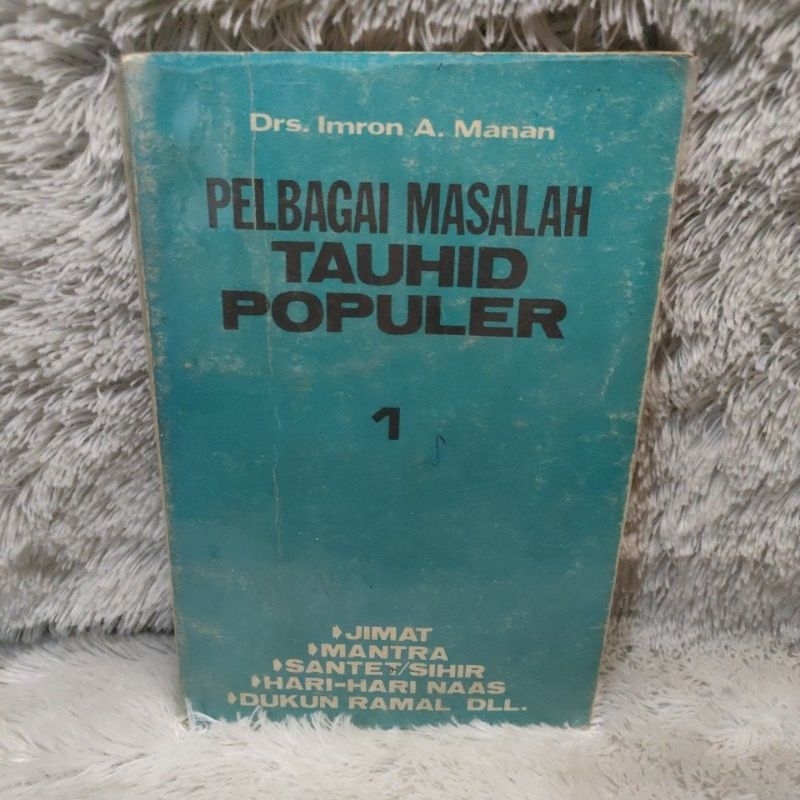 Drs. Imron A. Manan
PELBAGAI MASALAH
TAUHID
POPULER
1
JIMAT
MANTRA
SANTET/SIHIR
HARI-HARI NAAS
DUKUN RAMAL DLL.